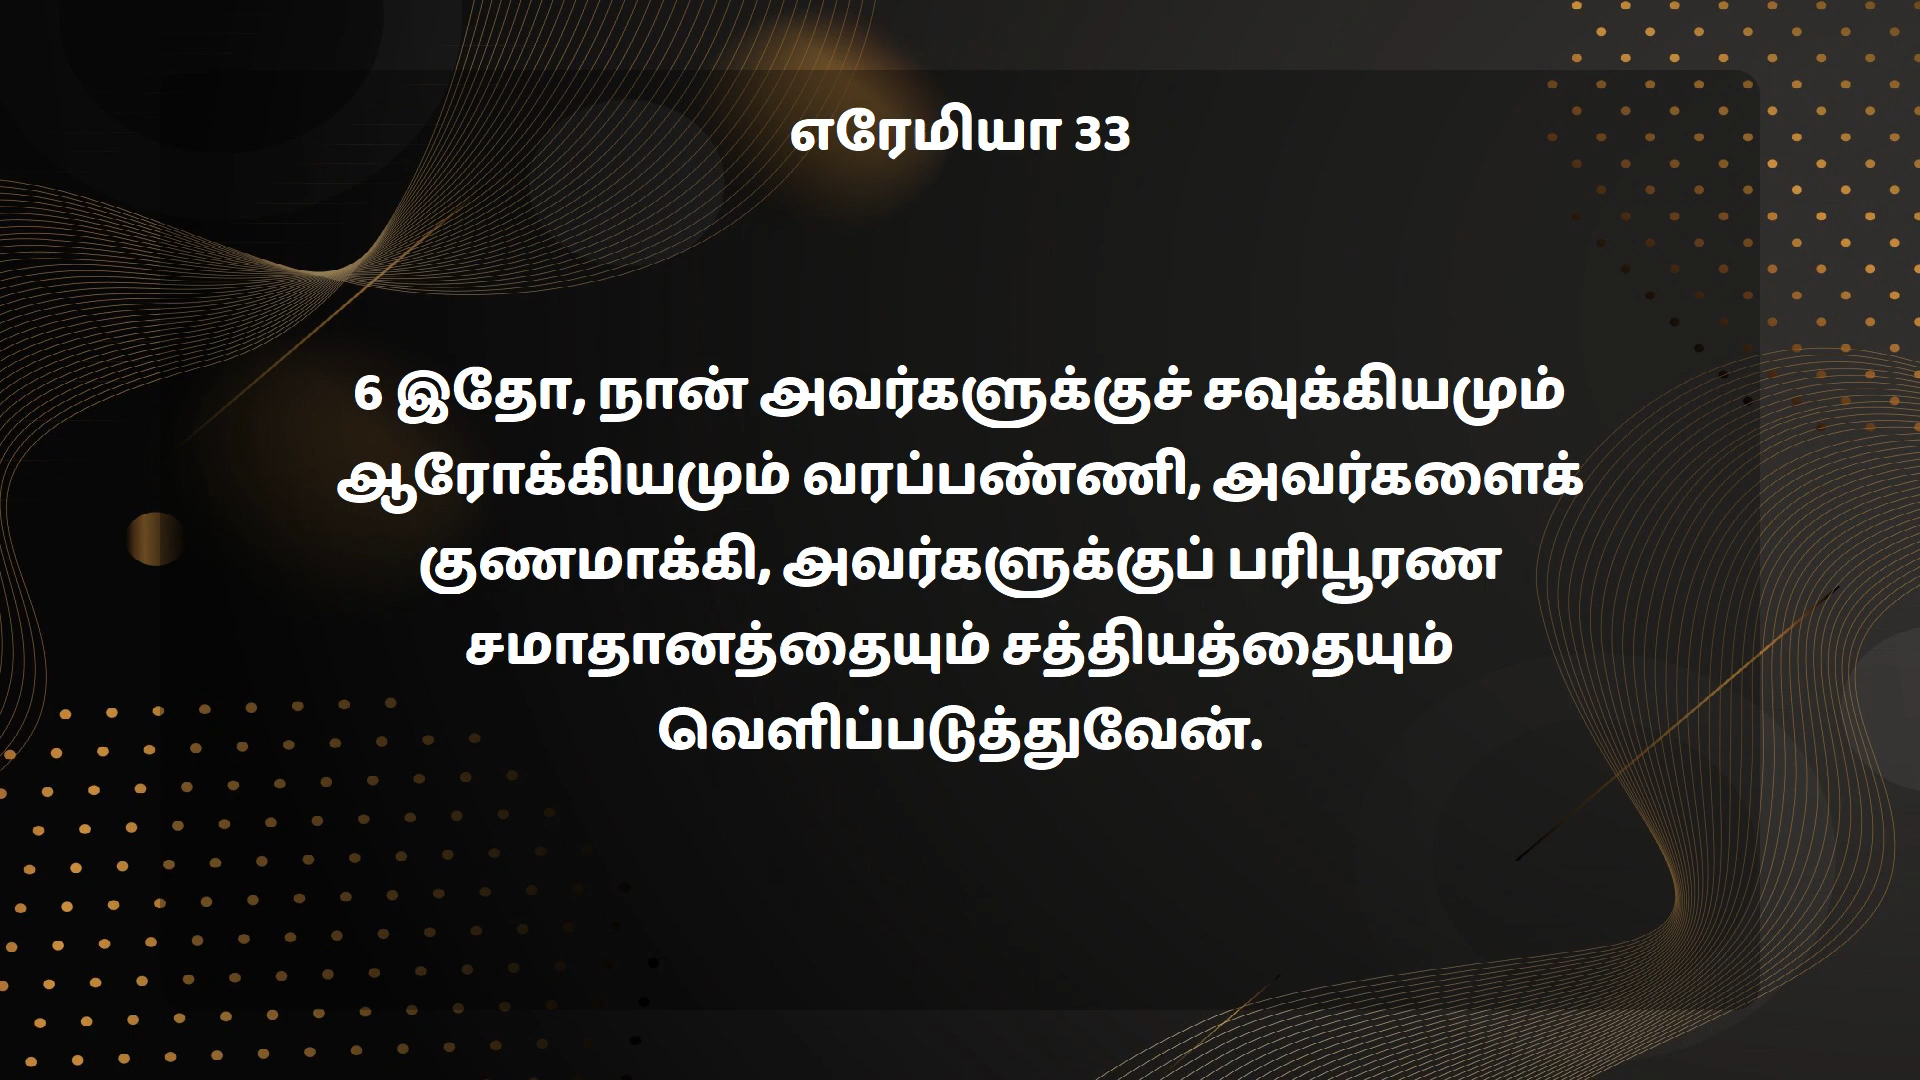 எரேமியா 33
6 இதோ, நான் அவர்களுக்குச் சவுக்கியமும்
ஆரோக்கியமும் வரப்பண்ணி, அவர்களைக்
குணமாக்கி, அவர்களுக்குப் பரிபூரண
சமாதானத்தையும் சத்தியத்தையும்
வெளிப்படுத்துவேன்.